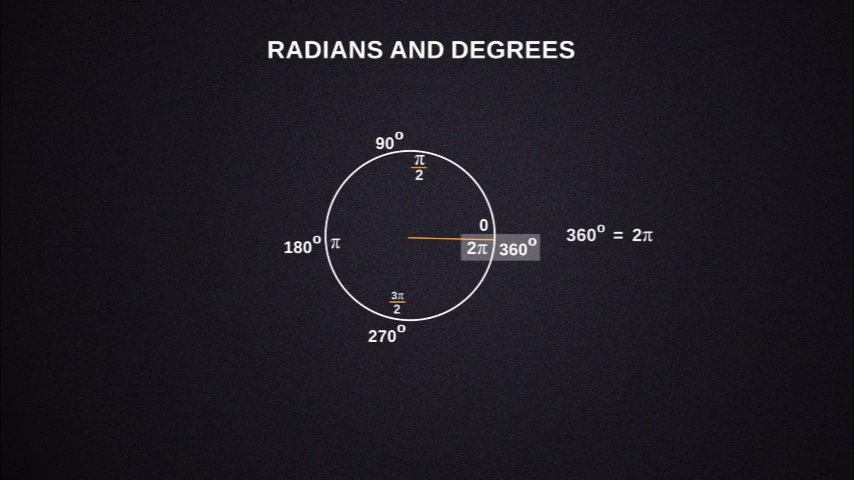 RADIANS AND DEGREES
90°
π/2
0
180° π
2π 360°
360° = 2π
3π/2
270°